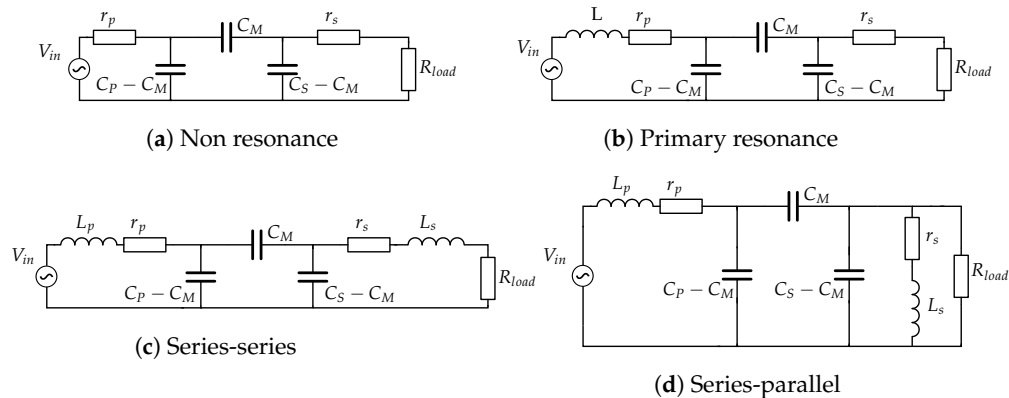 r_p
C_M
r_s
V_in
C_P − C_M
C_S − C_M
R_load
(a) Non resonance
L
r_p
C_M
r_s
V_in
C_P − C_M
C_S − C_M
R_load
(b) Primary resonance
L_p
r_p
C_M
r_s
L_s
V_in
C_P − C_M
C_S − C_M
R_load
(c) Series-series
L_p
r_p
C_M
r_s
V_in
C_P − C_M
C_S − C_M
R_load
L_s
(d) Series-parallel